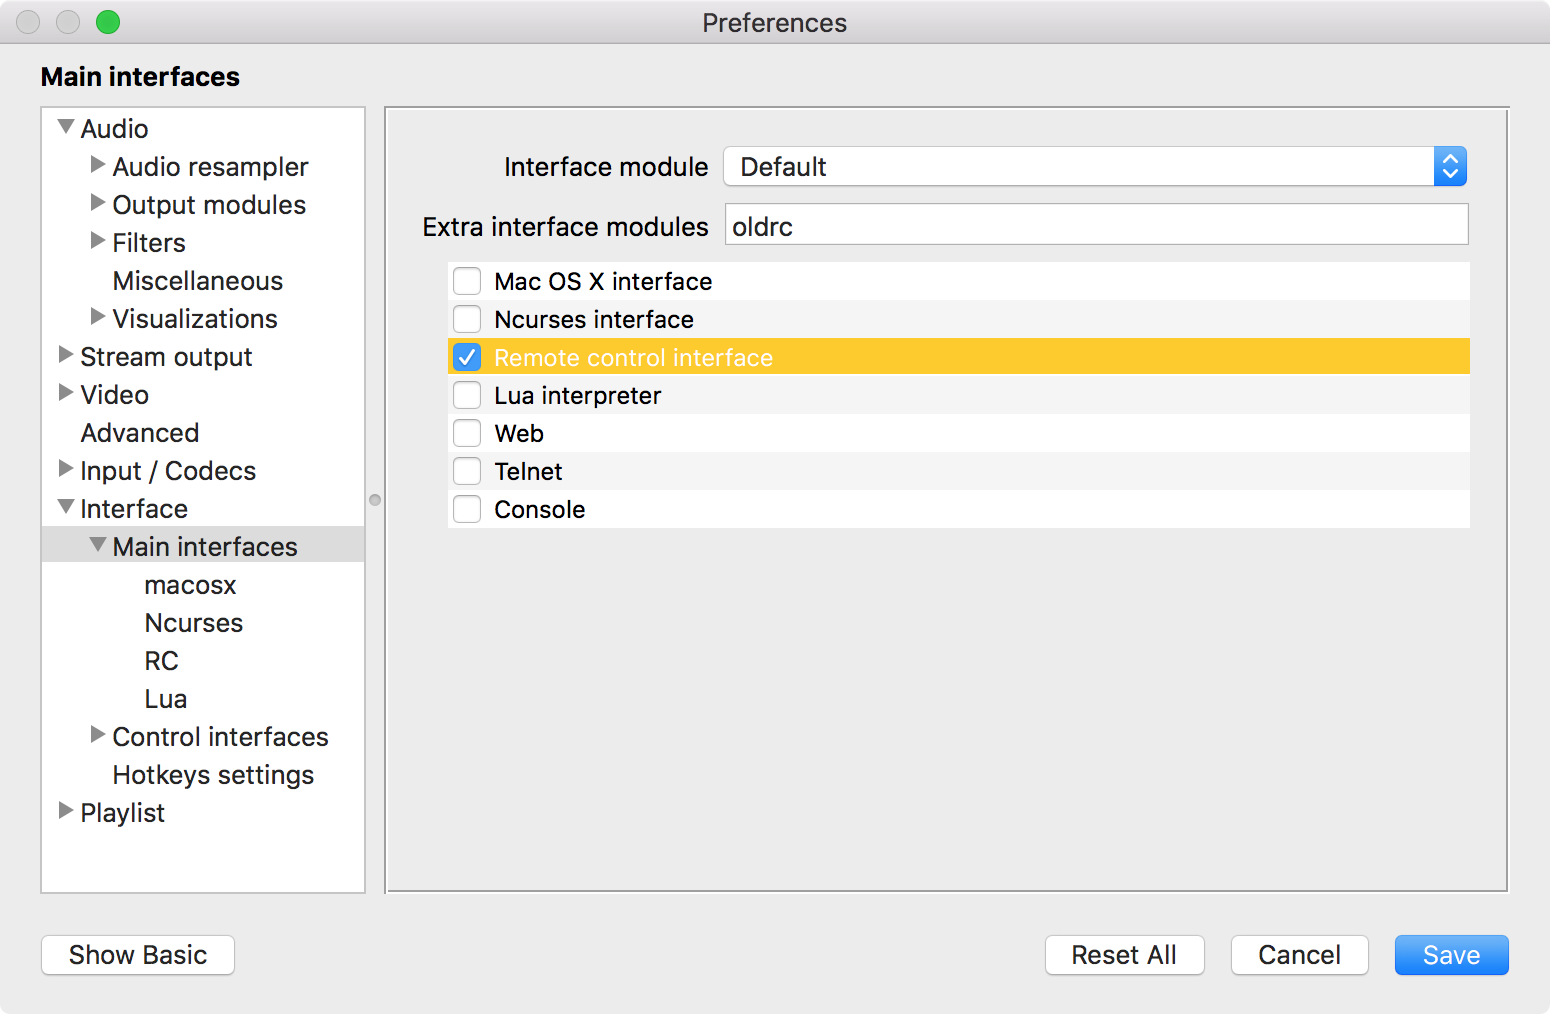 Preferences
Main interfaces
Audio
Audio resampler
Output modules
Filters
Miscellaneous
Visualizations
Stream output
Video
Advanced
Input / Codecs
Interface
Main interfaces
macosx
Ncurses
RC
Lua
Control interfaces
Hotkeys settings
Playlist
Interface module Default
Extra interface modules oldrc
Mac OS X interface
Ncurses interface
Remote control interface
Lua interpreter
Web
Telnet
Console
Show Basic Reset All Cancel Save